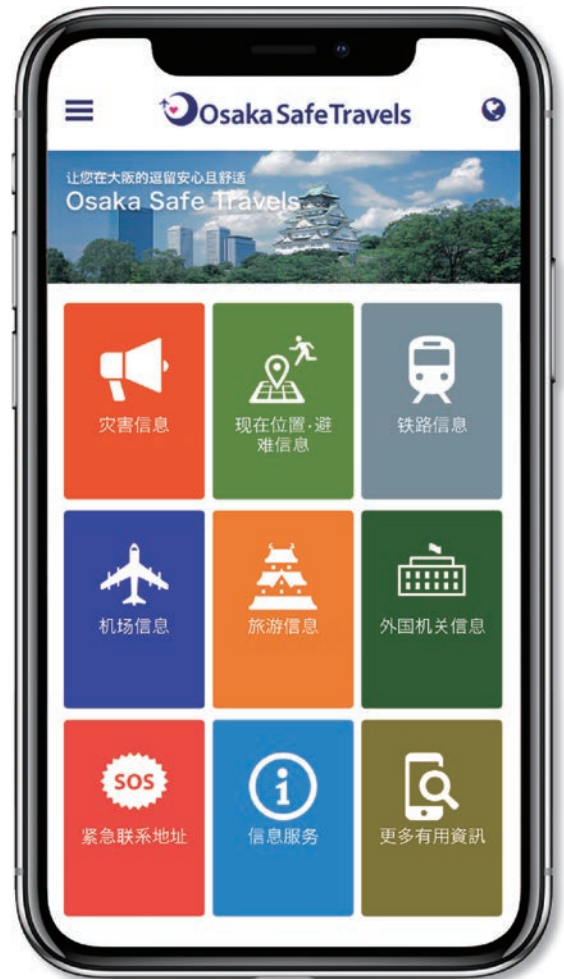 Osaka Safe Travels
让您在大阪的逗留安心且舒适
Osaka Safe Travels
灾害信息
现在位置·避
难信息
铁路信息
机场信息
旅游信息
外国机关信息
SOS
紧急联系地址
i
信息服务
更多有用資訊